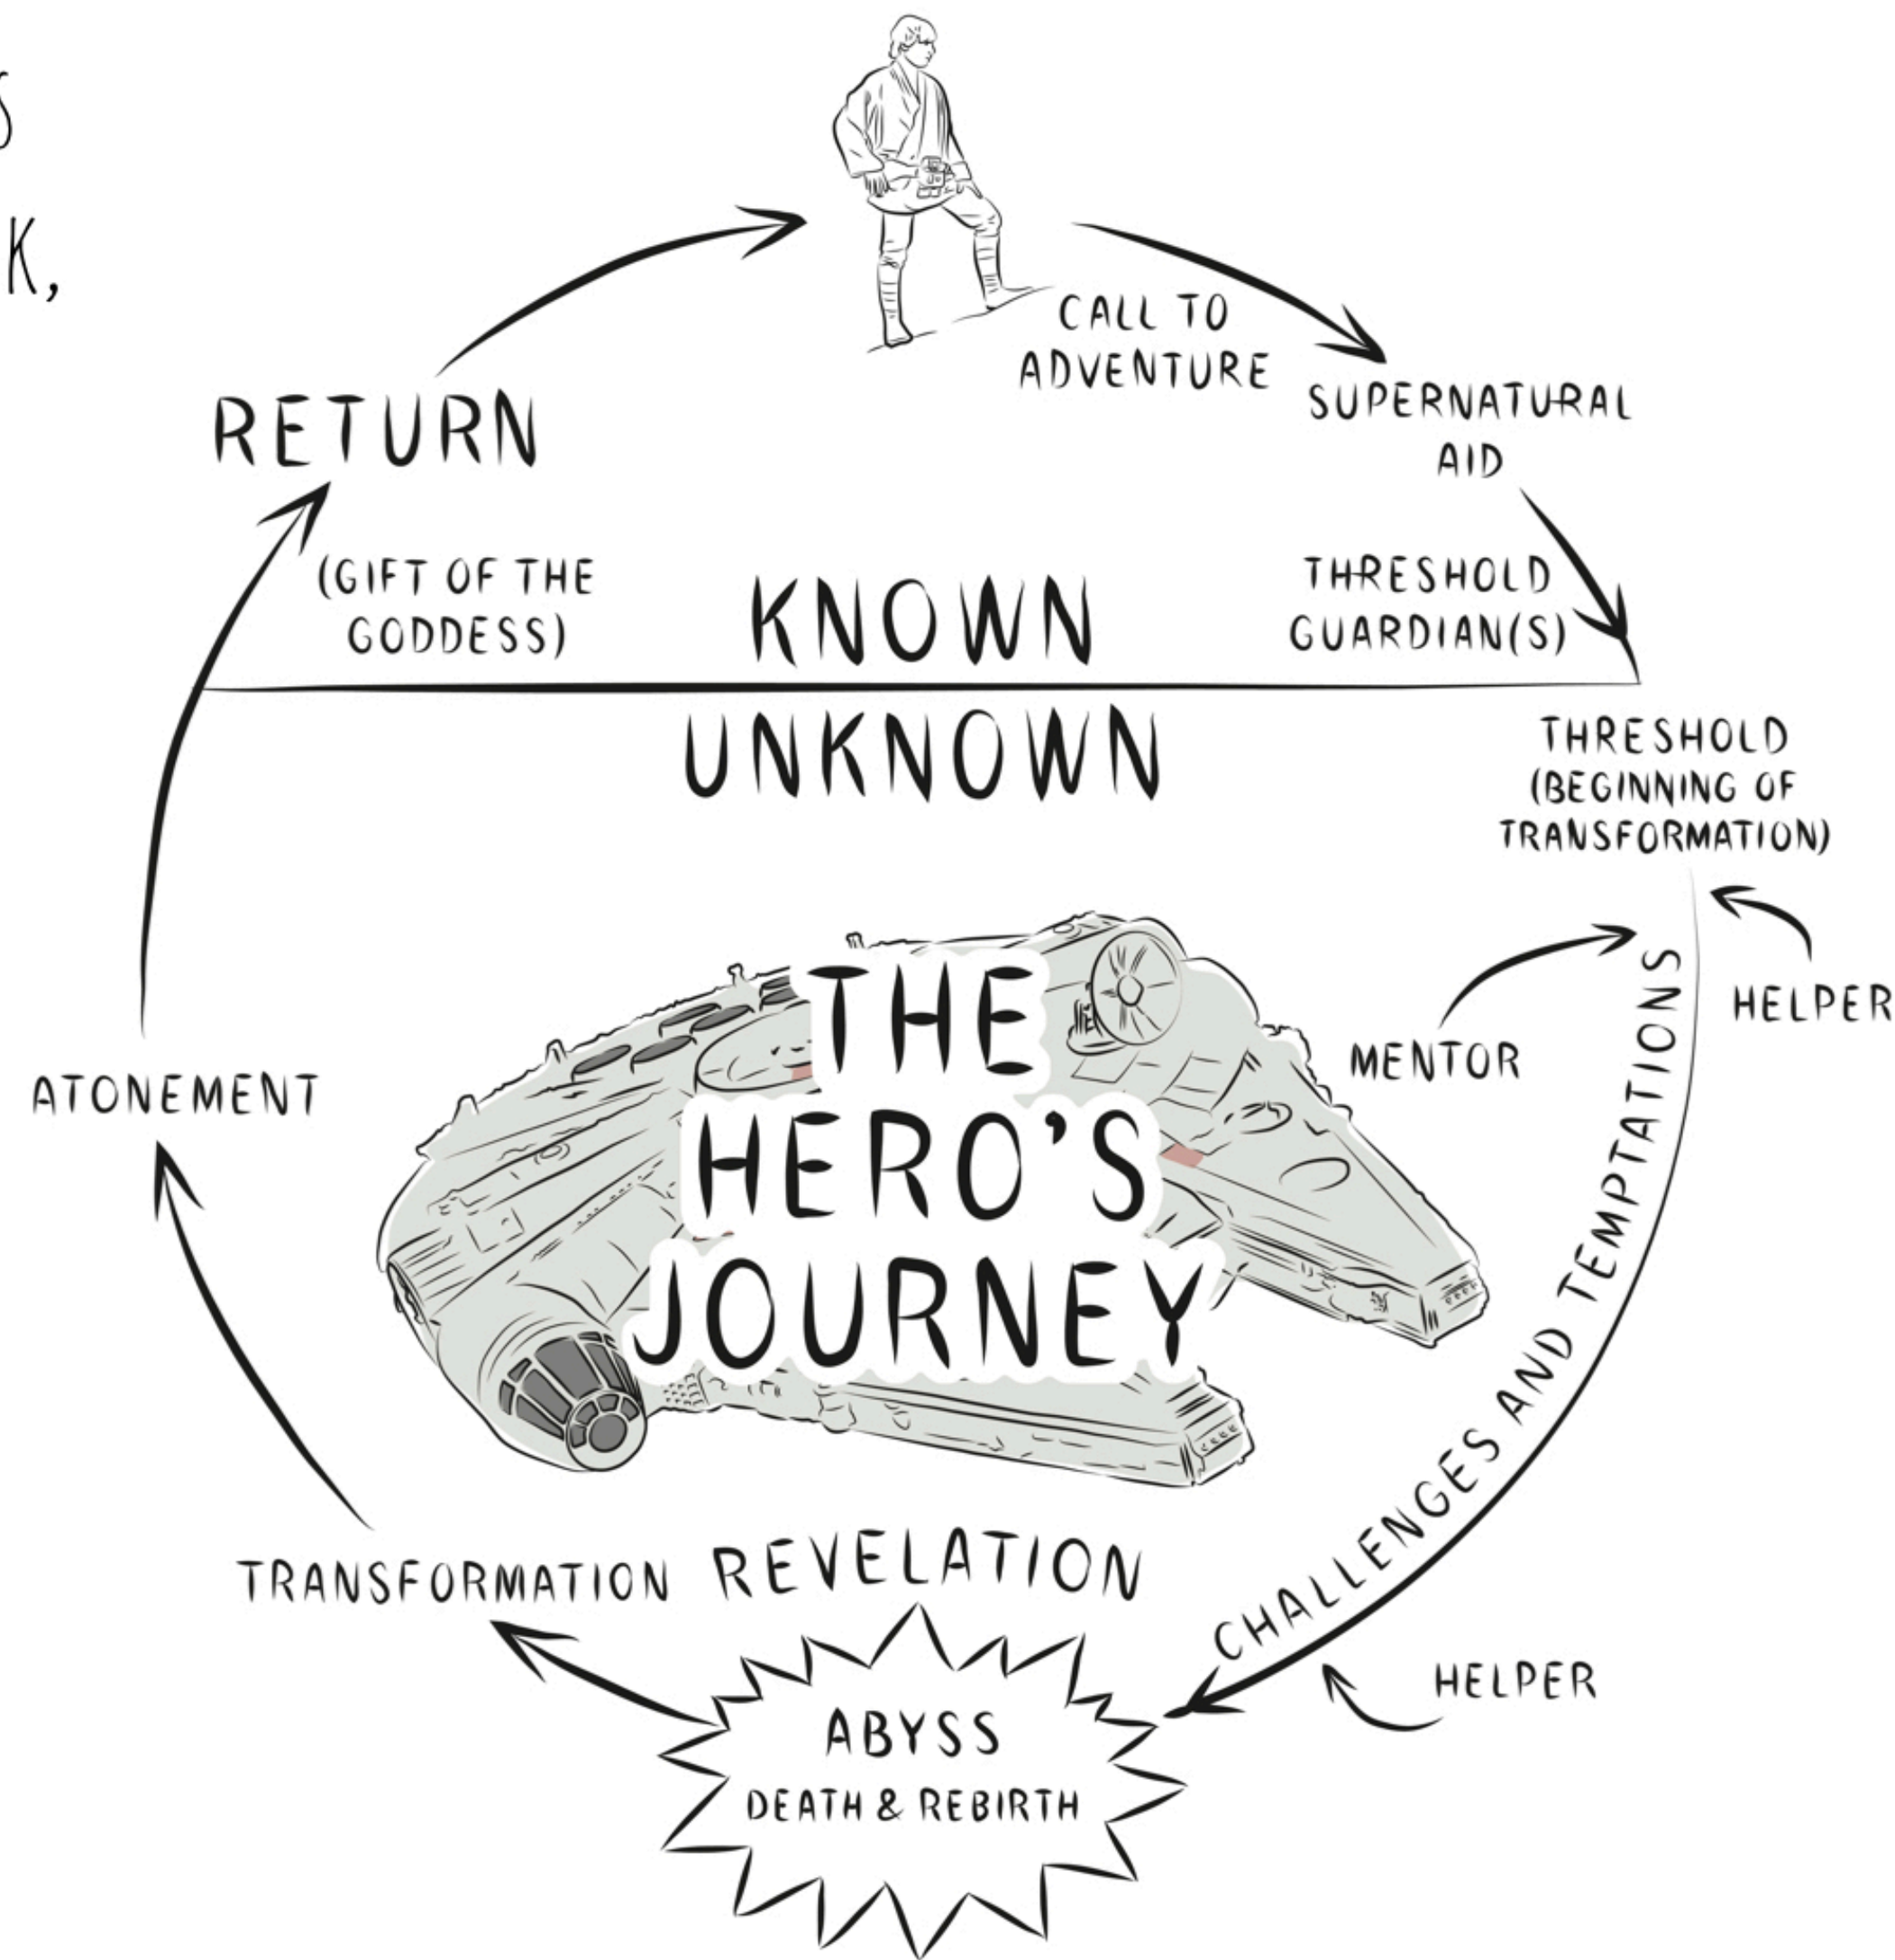 S
K,
CALL TO
ADVENTURE
SUPERNATURAL
AID
RETURN
(GIFT OF THE
GODDESS)
THRESHOLD
GUARDIAN(S)
KNOWN
UNKNOWN
THRESHOLD
(BEGINNING OF
TRANSFORMATION)
HELPER
MENTOR
CHALLENGES AND TEMPTATIONS
THE
HERO'S
JOURNEY
ATONEMENT
TRANSFORMATION
REVELATION
HELPER
ABYSS
DEATH & REBIRTH